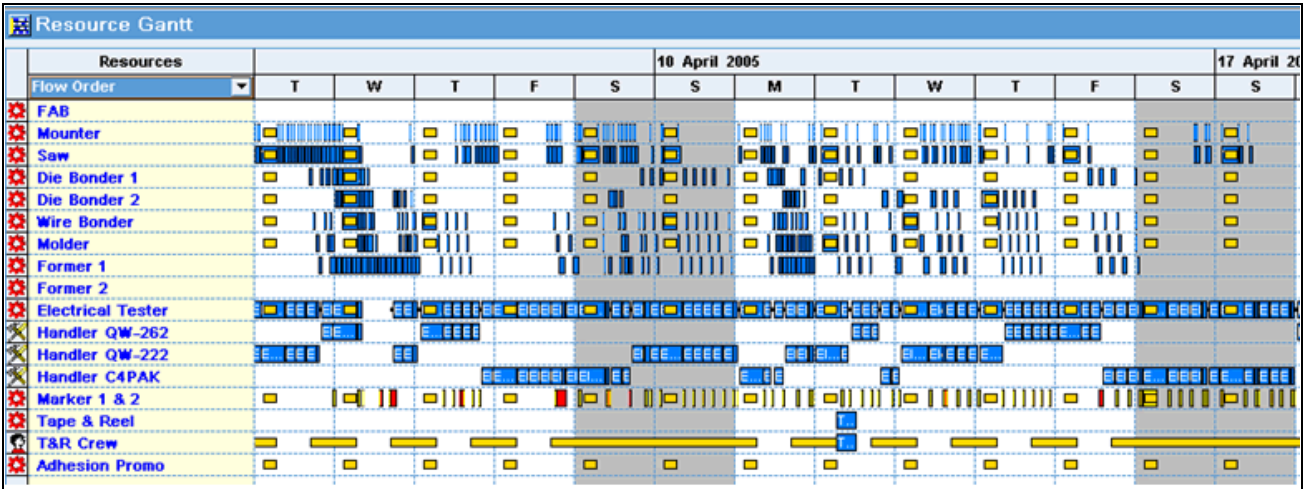 Resource Gantt
Resources 10 April 2005 17 April 20
Flow Order T W T F S S M T W T F S S
FAB
Mounter
Saw
Die Bonder 1
Die Bonder 2
Wire Bonder
Molder
Former 1
Former 2
Electrical Tester
Handler QW-262
Handler QW-222
Handler C4PAK
Marker 1 & 2
Tape & Reel T..
T&R Crew T..
Adhesion Promo